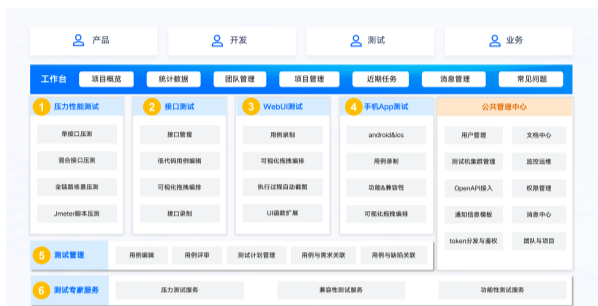 产品 开发 测试 业务
工作台 项目概览 统计数据 团队管理 项目管理 近期任务 消息管理 常见问题
1 压力性能测试
单接口压测
混合接口压测
全链路场景压测
Jmeter脚本压测
2 接口测试
接口管理
低代码用例编辑
可视化拖拽编排
接口录制
3 WebUI测试
用例录制
可视化拖拽编排
执行过程自动截图
UI函数扩展
4 手机App测试
android&ios
用例录制
功能&兼容性
可视化拖拽编排
公共管理中心
用户管理 文档中心
测试机集群管理 监控运维
OpenAPI接入 权限管理
通知信息模板 消息中心
token分发与鉴权 团队与项目
5 测试管理 用例编辑 用例评审 测试计划管理 用例与需求关联 用例与缺陷关联
6 测试专家服务 压力测试服务 兼容性测试服务 功能性测试服务